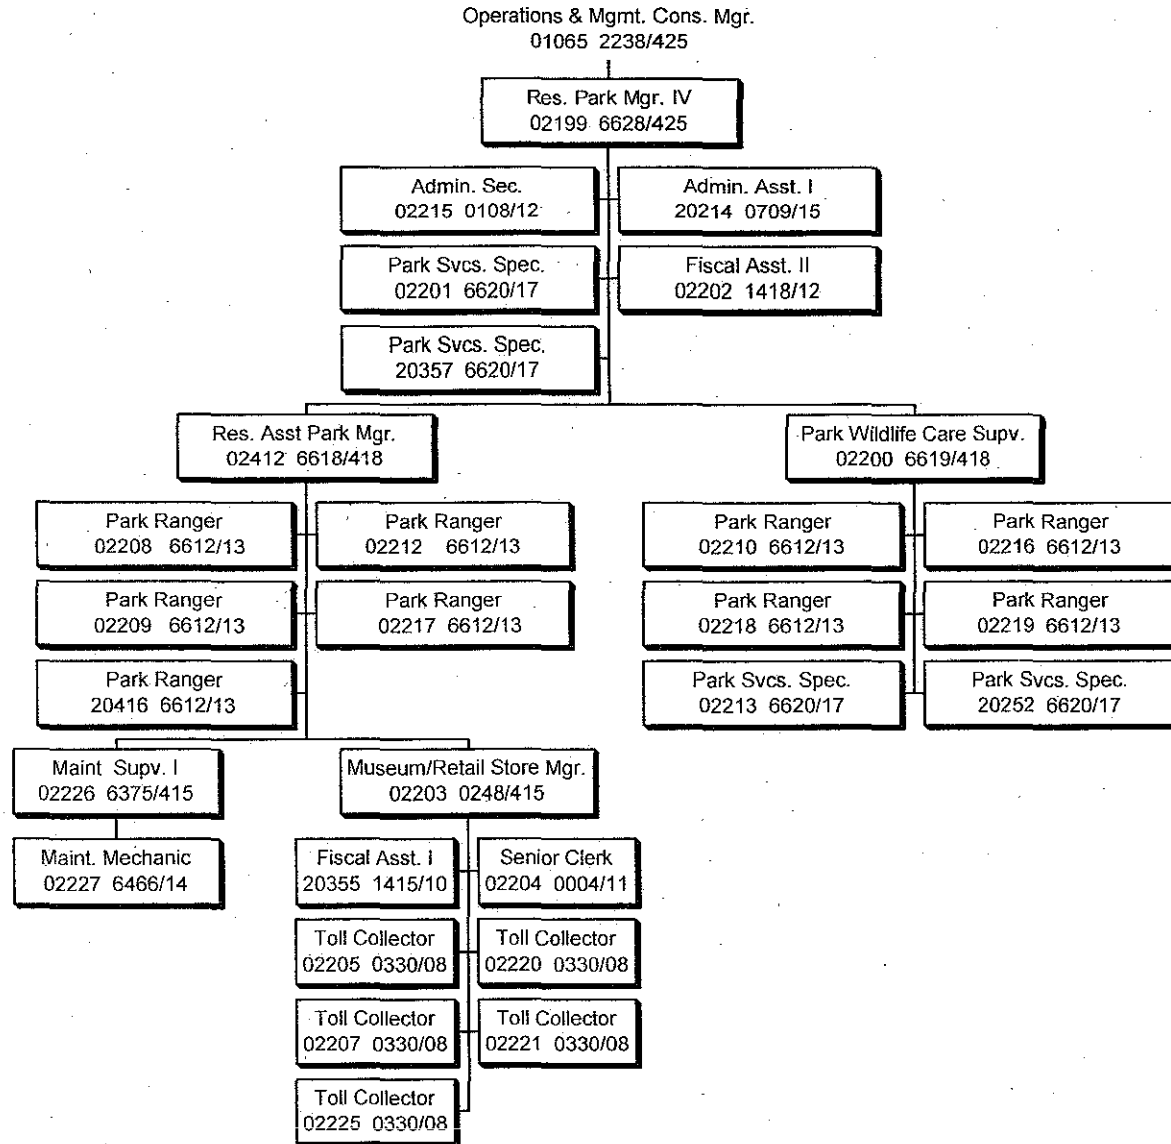 Operations & Mgmt. Cons. Mgr.
01065 2238/425
Res. Park Mgr. IV
02199 6628/425
Admin. Sec.
02215 0108/12
Admin. Asst. I
20214 0709/15
Park Svcs. Spec.
02201 6620/17
Fiscal Asst. II
02202 1418/12
Park Svcs. Spec.
20357 6620/17
Res. Asst Park Mgr.
02412 6618/418
Park Wildlife Care Supv.
02200 6619/418
Park Ranger
02208 6612/13
Park Ranger
02212 6612/13
Park Ranger
02210 6612/13
Park Ranger
02216 6612/13
Park Ranger
02209 6612/13
Park Ranger
02217 6612/13
Park Ranger
02218 6612/13
Park Ranger
02219 6612/13
Park Ranger
20416 6612/13
Park Svcs. Spec.
02213 6620/17
Park Svcs. Spec.
20252 6620/17
Maint Supv. I
02226 6375/415
Museum/Retail Store Mgr.
02203 0248/415
Maint. Mechanic
02227 6466/14
Fiscal Asst. I
20355 1415/10
Senior Clerk
02204 0004/11
Toll Collector
02205 0330/08
Toll Collector
02220 0330/08
Toll Collector
02207 0330/08
Toll Collector
02221 0330/08
Toll Collector
02225 0330/08